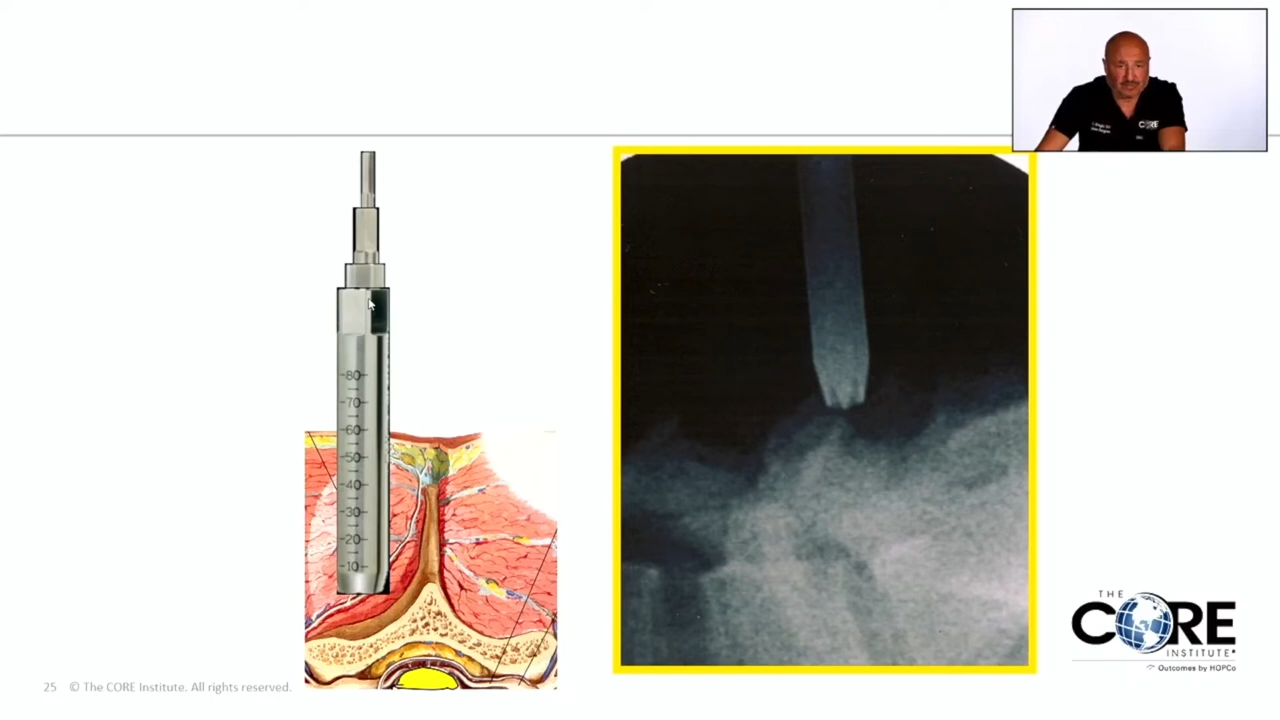 CORE
-80-
-70-
-60-
-50-
-40-
-30-
-20-
-10-
THE
CORE
INSTITUTE
Outcomes by HOPCo
25 © The CORE Institute. All rights reserved.